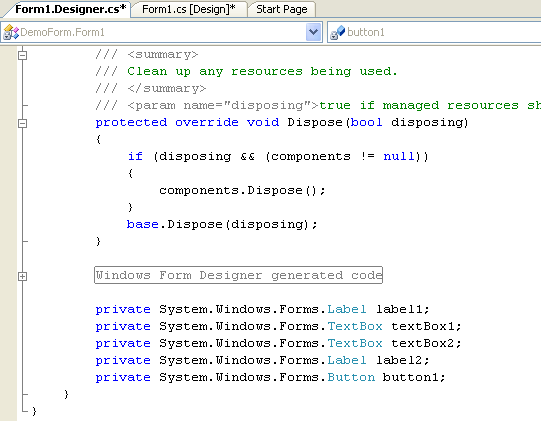 Form1.Designer.cs* Form1.cs [Design]* Start Page
DemoForm.Form1 button1
/// <summary>
/// Clean up any resources being used.
/// </summary>
/// <param name="disposing">true if managed resources sh
protected override void Dispose(bool disposing)
{
if (disposing && (components != null))
{
components.Dispose();
}
base.Dispose(disposing);
}
Windows Form Designer generated code
private System.Windows.Forms.Label label1;
private System.Windows.Forms.TextBox textBox1;
private System.Windows.Forms.TextBox textBox2;
private System.Windows.Forms.Label label2;
private System.Windows.Forms.Button button1;
}
}